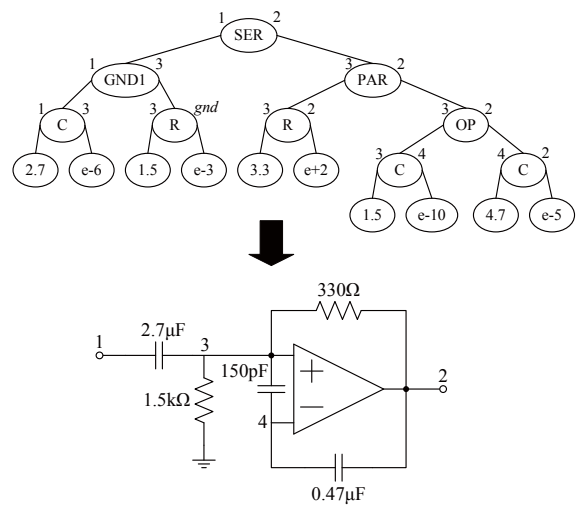 1 2
SER
1 3 3 2
GND1 PAR
1 3 3 gnd 3 2 3 2
C R R OP
2.7 e-6 1.5 e-3 3.3 e+2 3 4 4 2
C C
1.5 e-10 4.7 e-5
330Ω
1 2.7μF 3
150pF +
1.5kΩ 2
4 −
0.47μF